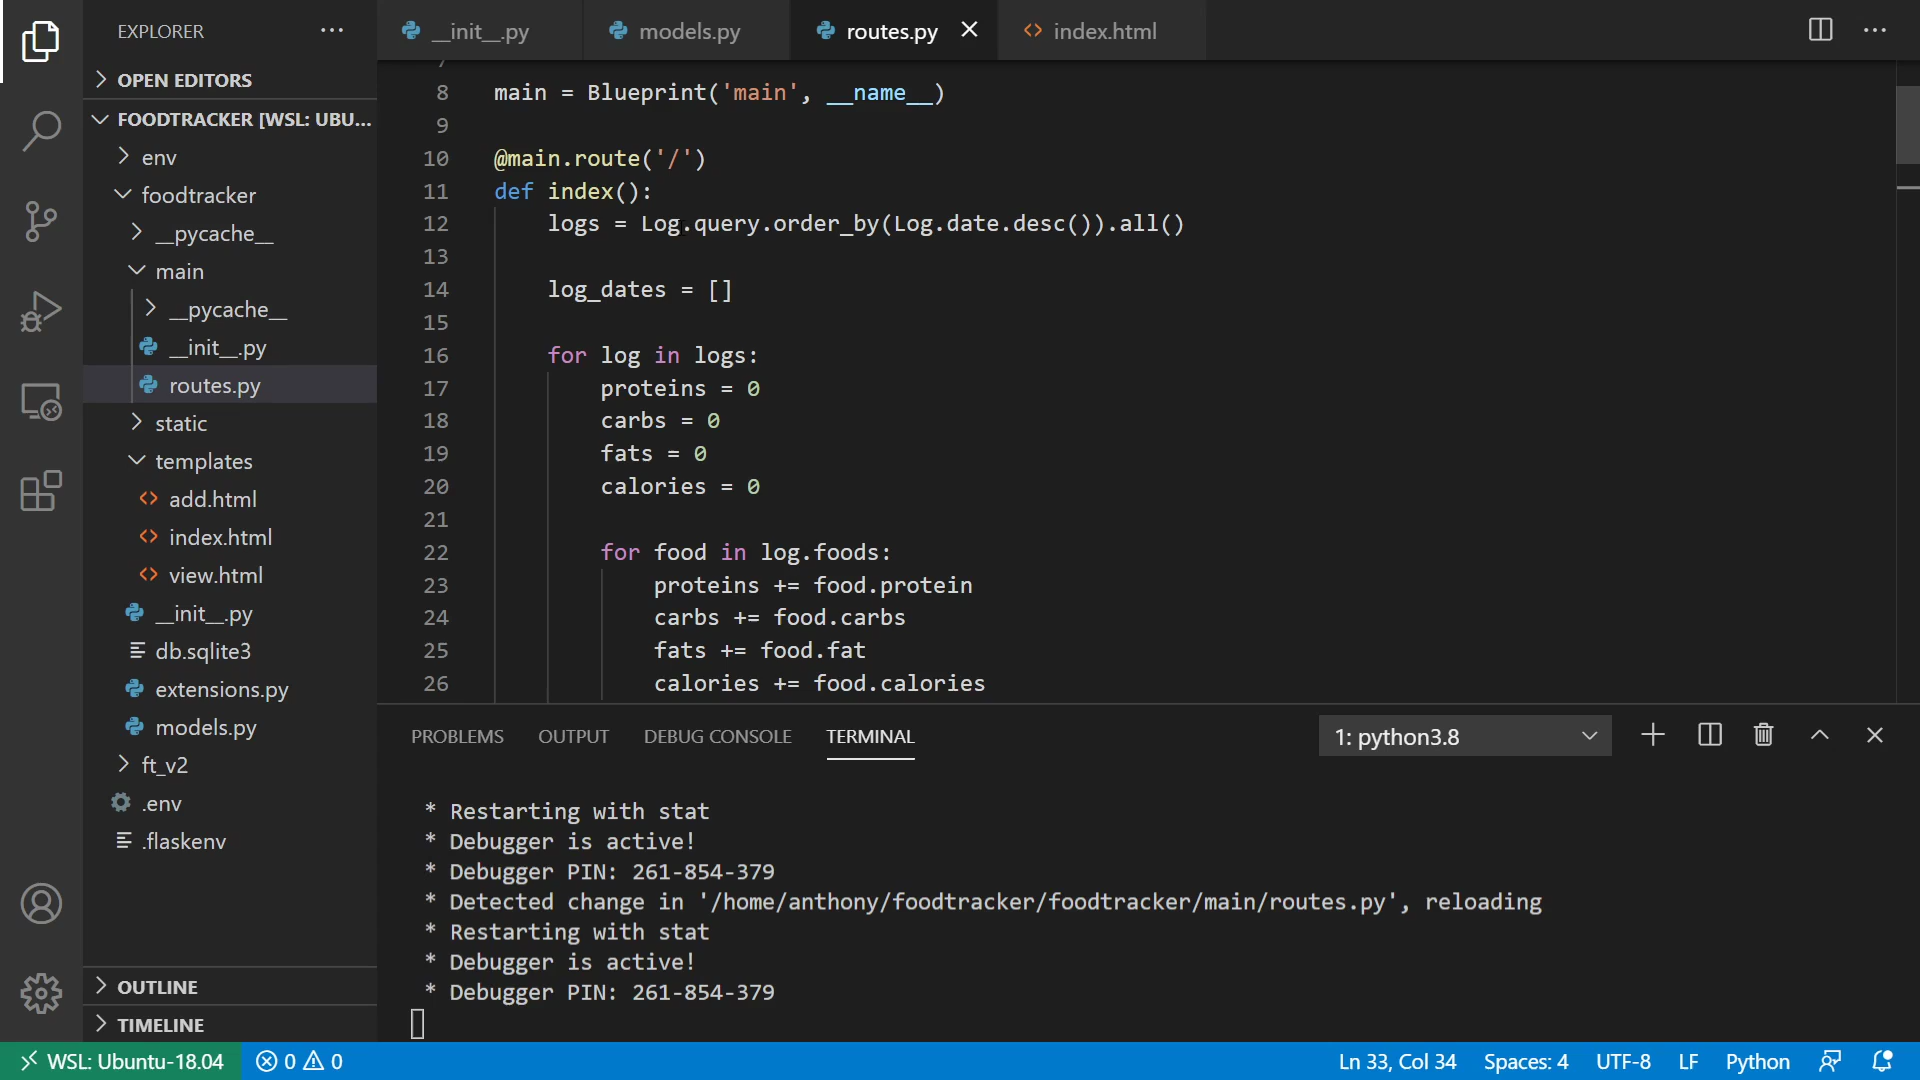 EXPLORER
OPEN EDITORS
FOODTRACKER [WSL: UBU...
env
foodtracker
__pycache__
main
__pycache__
__init__.py
routes.py
static
templates
add.html
index.html
view.html
__init__.py
db.sqlite3
extensions.py
models.py
ft_v2
.env
.flaskenv
OUTLINE
TIMELINE
__init__.py
models.py
routes.py
index.html
8 main = Blueprint('main', __name__)
9
10 @main.route('/')
11 def index():
12 logs = Log.query.order_by(Log.date.desc()).all()
13
14 log_dates = []
15
16 for log in logs:
17 proteins = 0
18 carbs = 0
19 fats = 0
20 calories = 0
21
22 for food in log.foods:
23 proteins += food.protein
24 carbs += food.carbs
25 fats += food.fat
26 calories += food.calories
PROBLEMS OUTPUT DEBUG CONSOLE TERMINAL 1: python3.8
* Restarting with stat
* Debugger is active!
* Debugger PIN: 261-854-379
* Detected change in '/home/anthony/foodtracker/foodtracker/main/routes.py', reloading
* Restarting with stat
* Debugger is active!
* Debugger PIN: 261-854-379
WSL: Ubuntu-18.04 0 0 Ln 33, Col 34 Spaces: 4 UTF-8 LF Python